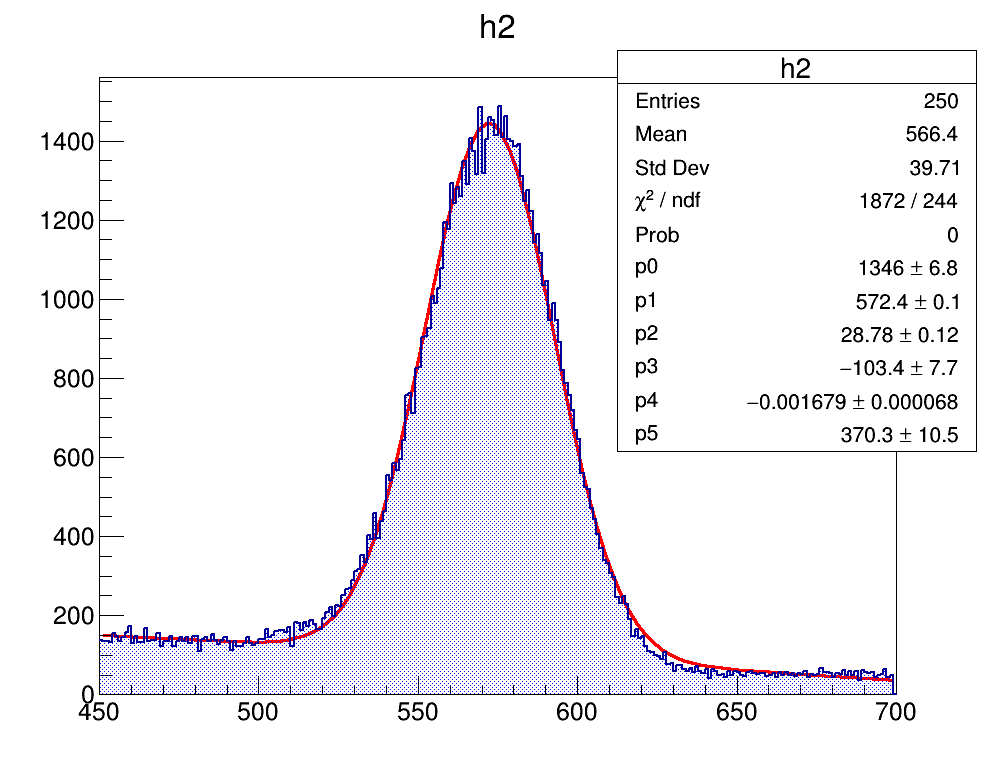 h2
h2
Entries 250
Mean 566.4
Std Dev 39.71
χ² / ndf 1872 / 244
Prob 0
p0 1346 ± 6.8
p1 572.4 ± 0.1
p2 28.78 ± 0.12
p3 −103.4 ± 7.7
p4 −0.001679 ± 0.000068
p5 370.3 ± 10.5
1400
1200
1000
800
600
400
200
0
450 500 550 600 650 700